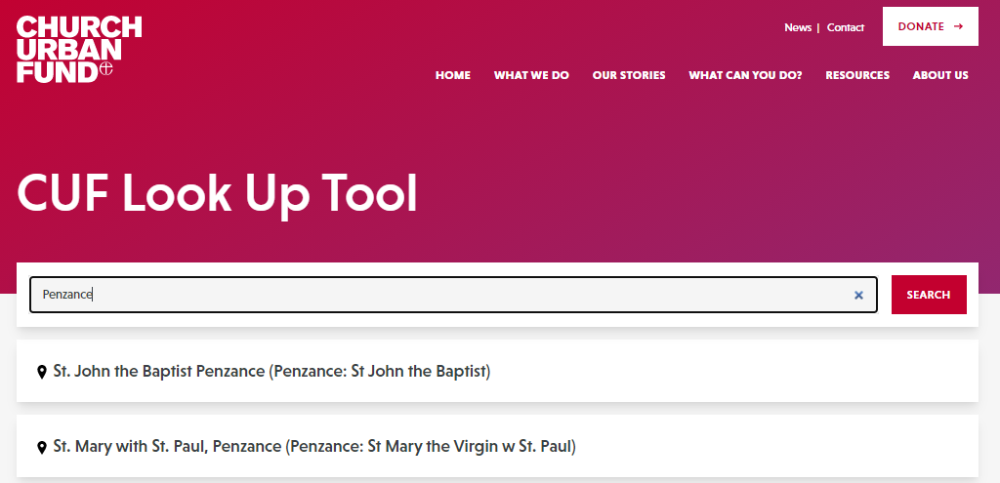 CHURCH
URBAN
FUND
News | Contact
DONATE →
HOME WHAT WE DO OUR STORIES WHAT CAN YOU DO? RESOURCES ABOUT US
CUF Look Up Tool
Penzance
SEARCH
St. John the Baptist Penzance (Penzance: St John the Baptist)
St. Mary with St. Paul, Penzance (Penzance: St Mary the Virgin w St. Paul)